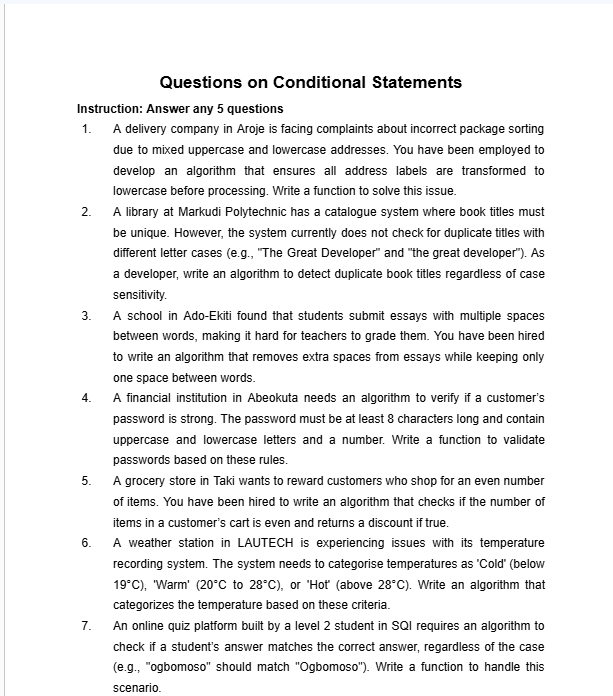 Questions on Conditional Statements
Instruction: Answer any 5 questions
1. A delivery company in Aroje is facing complaints about incorrect package sorting
due to mixed uppercase and lowercase addresses. You have been employed to
develop an algorithm that ensures all address labels are transformed to
lowercase before processing. Write a function to solve this issue.
2. A library at Markudi Polytechnic has a catalogue system where book titles must
be unique. However, the system currently does not check for duplicate titles with
different letter cases (e.g., "The Great Developer" and "the great developer"). As
a developer, write an algorithm to detect duplicate book titles regardless of case
sensitivity.
3. A school in Ado-Ekiti found that students submit essays with multiple spaces
between words, making it hard for teachers to grade them. You have been hired
to write an algorithm that removes extra spaces from essays while keeping only
one space between words.
4. A financial institution in Abeokuta needs an algorithm to verify if a customer's
password is strong. The password must be at least 8 characters long and contain
uppercase and lowercase letters and a number. Write a function to validate
passwords based on these rules.
5. A grocery store in Taki wants to reward customers who shop for an even number
of items. You have been hired to write an algorithm that checks if the number of
items in a customer's cart is even and returns a discount if true.
6. A weather station in LAUTECH is experiencing issues with its temperature
recording system. The system needs to categorise temperatures as 'Cold' (below
19°C), 'Warm' (20°C to 28°C), or 'Hot' (above 28°C). Write an algorithm that
categorizes the temperature based on these criteria.
7. An online quiz platform built by a level 2 student in SQI requires an algorithm to
check if a student's answer matches the correct answer, regardless of the case
(e.g., "ogbomoso" should match "Ogbomoso"). Write a function to handle this
scenario.